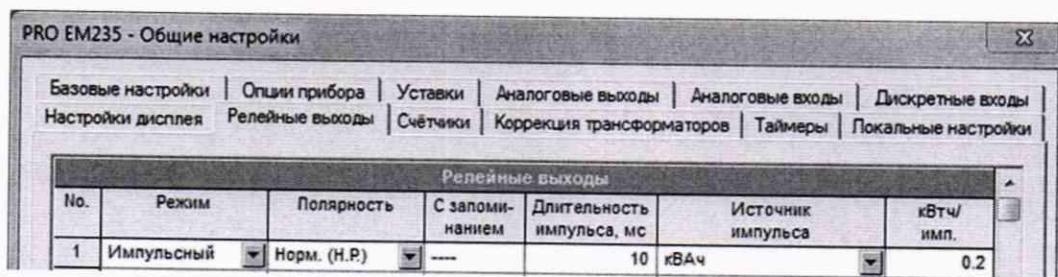 PRO EM235 - Общие настройки
Базовые настройки Опции прибора Уставки Аналоговые выходы Аналоговые входы Дискретные входы
Настройки дисплея Релейные выходы Счётчики Коррекция трансформаторов Таймеры Локальные настройки
Релейные выходы
No. Режим Полярность С запоми- Длительность Источник кВтч/
нанием импульса, мс импульса имп.
1 Импульсный Норм. (Н.Р.) ---- 10 кВАч 0.2